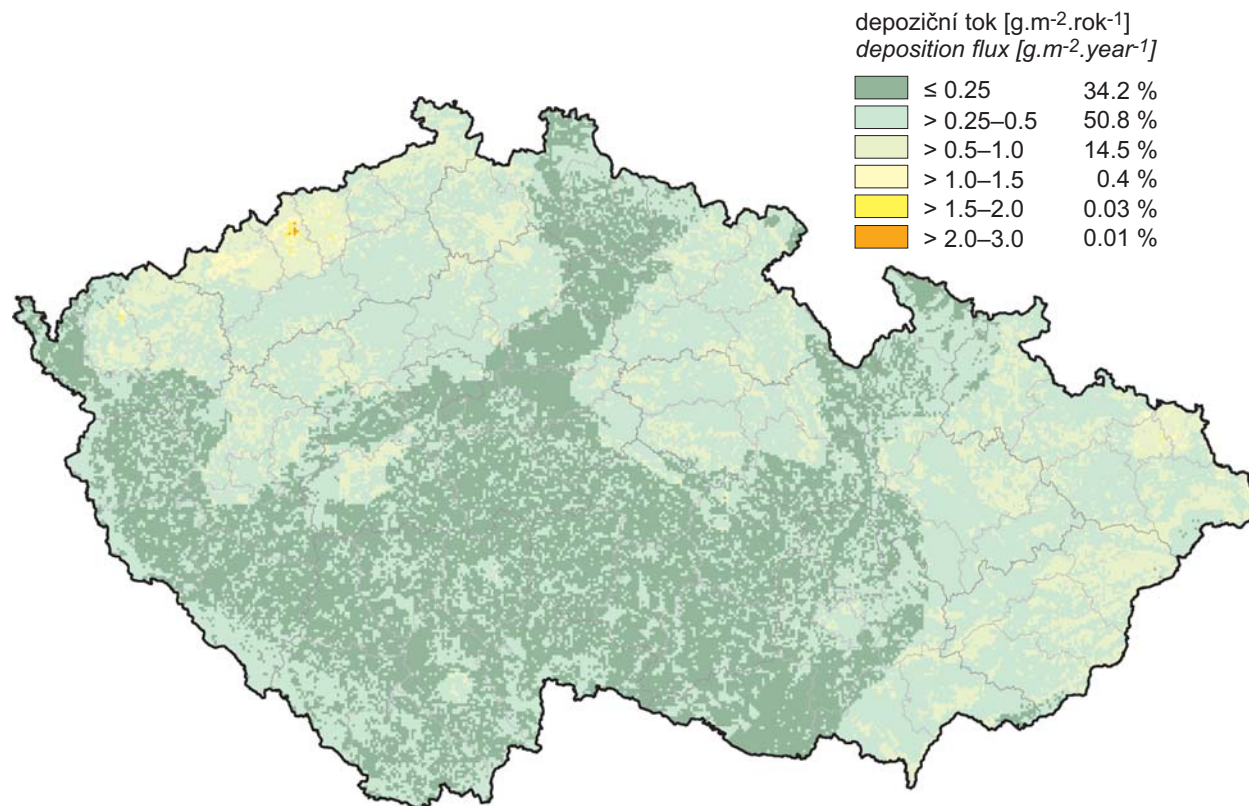 depoziční tok [g.m-2.rok-1]
deposition flux [g.m-2.year-1]
≤ 0.25 34.2 %
> 0.25–0.5 50.8 %
> 0.5–1.0 14.5 %
> 1.0–1.5 0.4 %
> 1.5–2.0 0.03 %
> 2.0–3.0 0.01 %